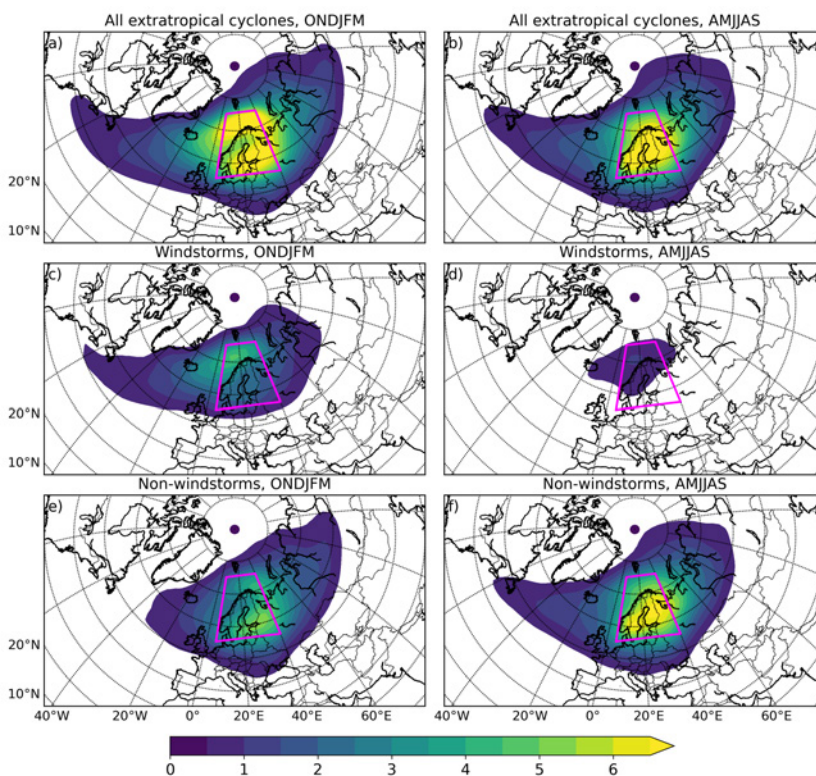 All extratropical cyclones, ONDJFM
All extratropical cyclones, AMJJAS
a)
b)
20°N
10°N
Windstorms, ONDJFM
Windstorms, AMJJAS
c)
d)
20°N
10°N
Non-windstorms, ONDJFM
Non-windstorms, AMJJAS
e)
f)
20°N
10°N
40°W 20°W 0° 20°E 40°E 60°E
0° 20°E 40°E 60°E
0 1 2 3 4 5 6